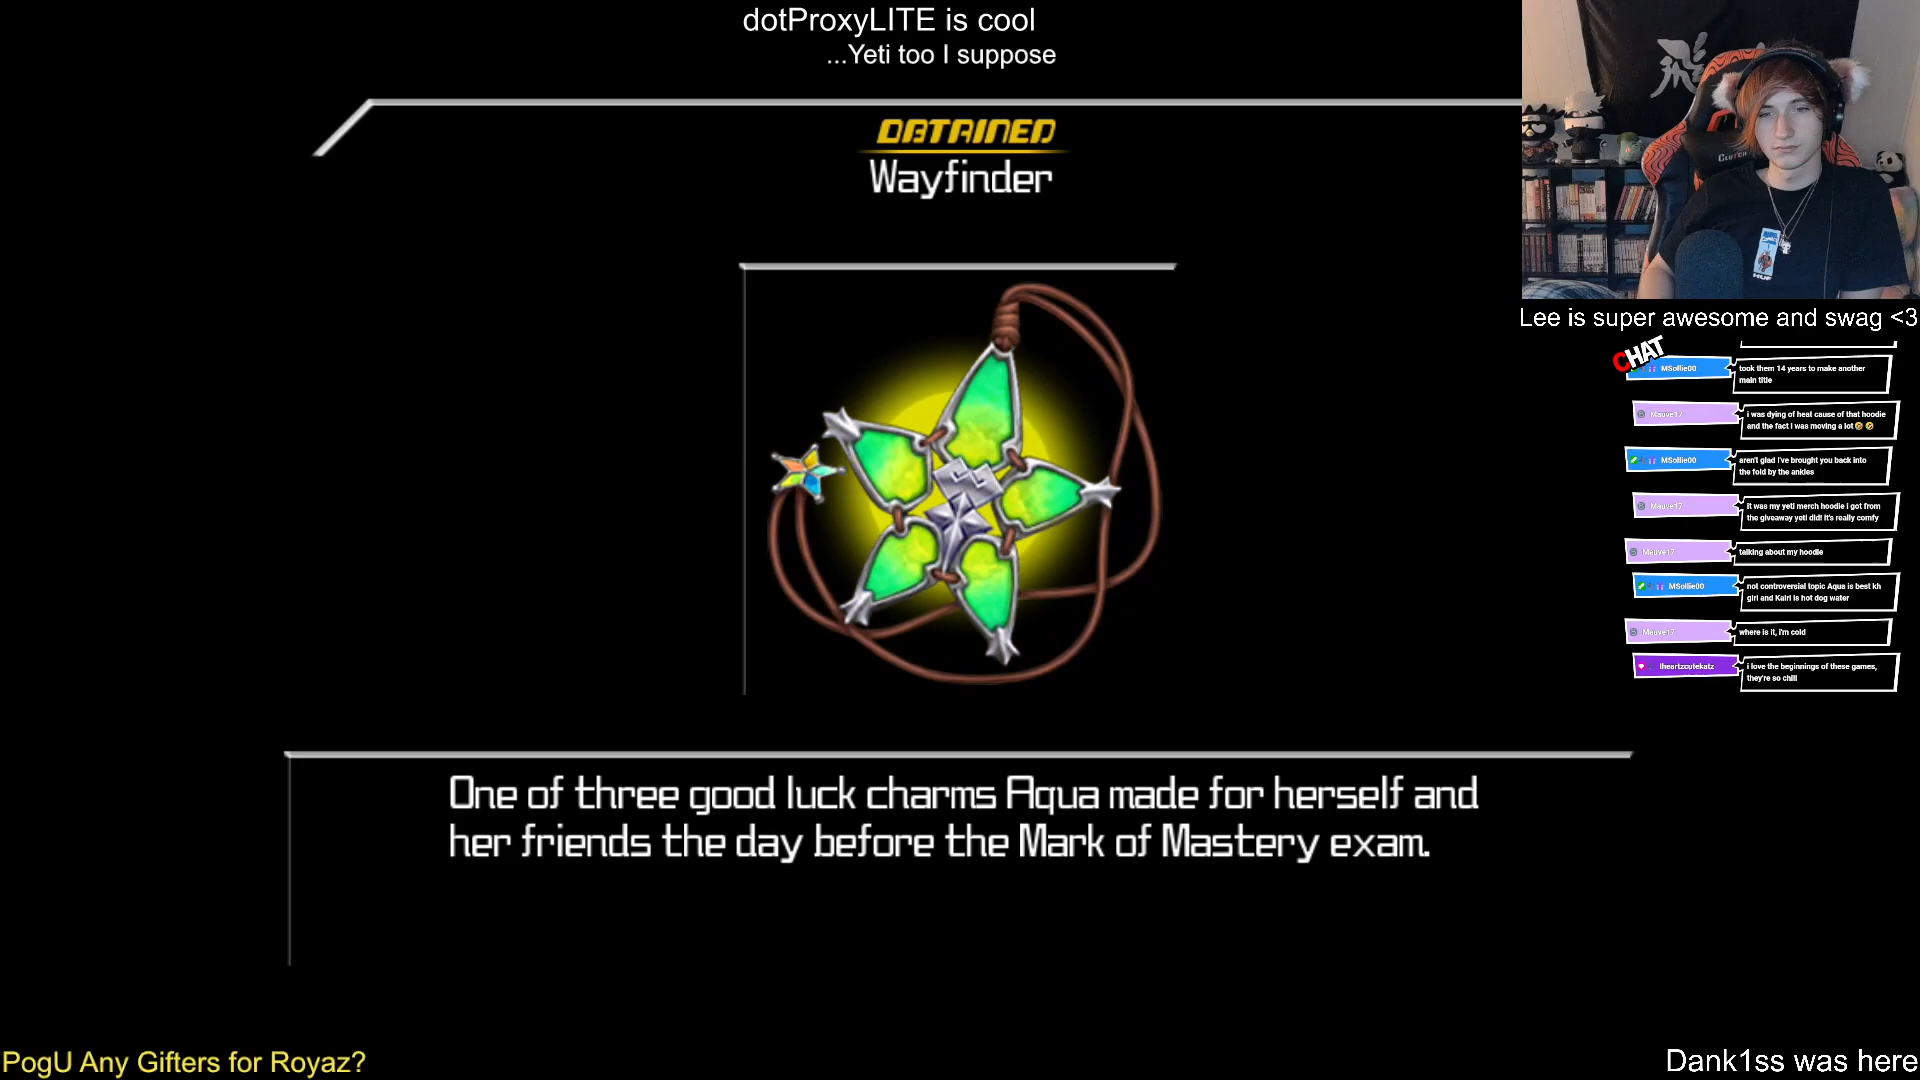 dotProxyLITE is cool
...Yeti too I suppose
OBTAINED
Wayfinder
One of three good luck charms Aqua made for herself and
her friends the day before the Mark of Mastery exam.
CLUTCH
HUF
Lee is super awesome and swag <3
CHAT
MSollie00
took them 14 years to make another
main title
Mauve17
i was dying of heat cause of that hoodie
and the fact i was moving a lot
MSollie00
aren't glad I've brought you back into
the fold by the ankles
Mauve17
it was my yeti merch hoodie i got from
the giveaway yeti did! it's really comfy
Mauve17
talking about my hoodie
MSollie00
not controversial topic Aqua is best kh
girl and Kairi is hot dog water
Mauve17
where is it, i'm cold
Iheartzcutekatz
i love the beginnings of these games,
they're so chill
PogU Any Gifters for Royaz?
Dank1ss was here